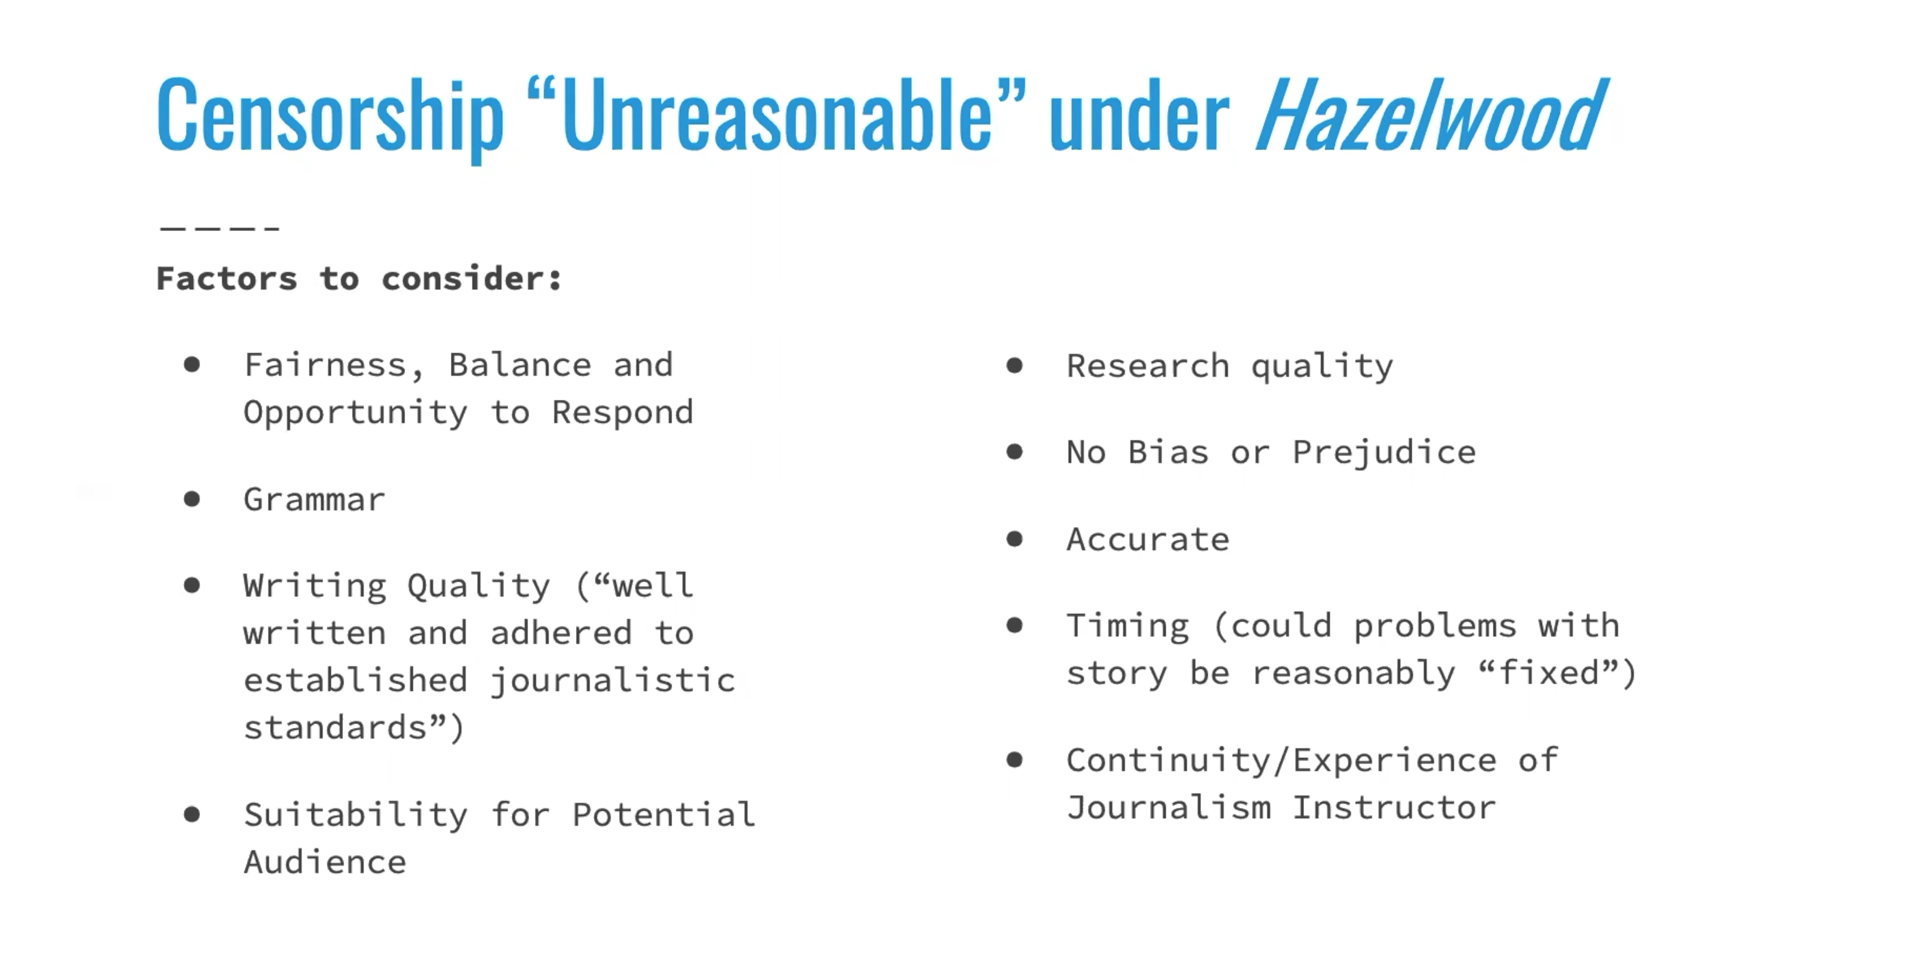 Censorship “Unreasonable” under Hazelwood
Factors to consider:
● Fairness, Balance and
Opportunity to Respond
● Grammar
● Writing Quality (“well
written and adhered to
established journalistic
standards”)
● Suitability for Potential
Audience
● Research quality
● No Bias or Prejudice
● Accurate
● Timing (could problems with
story be reasonably “fixed”)
● Continuity/Experience of
Journalism Instructor